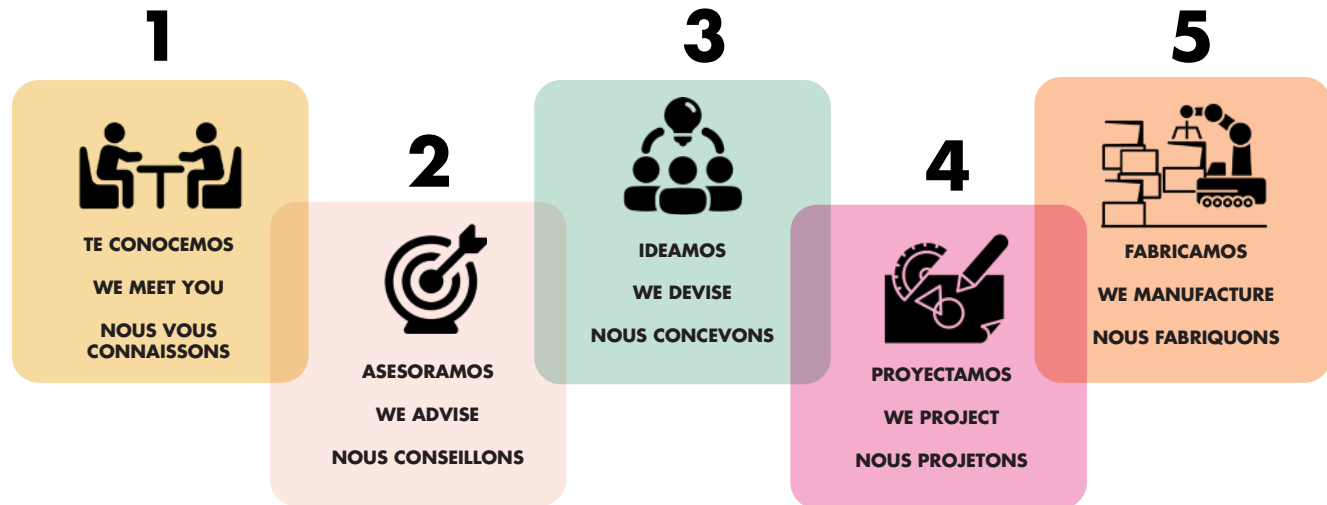 1
TE CONOCEMOS
WE MEET YOU
NOUS VOUS
CONNAISSONS
2
ASESORAMOS
WE ADVISE
NOUS CONSEILLONS
3
IDEAMOS
WE DEVISE
NOUS CONCEVONS
4
PROYECTAMOS
WE PROJECT
NOUS PROJETONS
5
FABRICAMOS
WE MANUFACTURE
NOUS FABRIQUONS